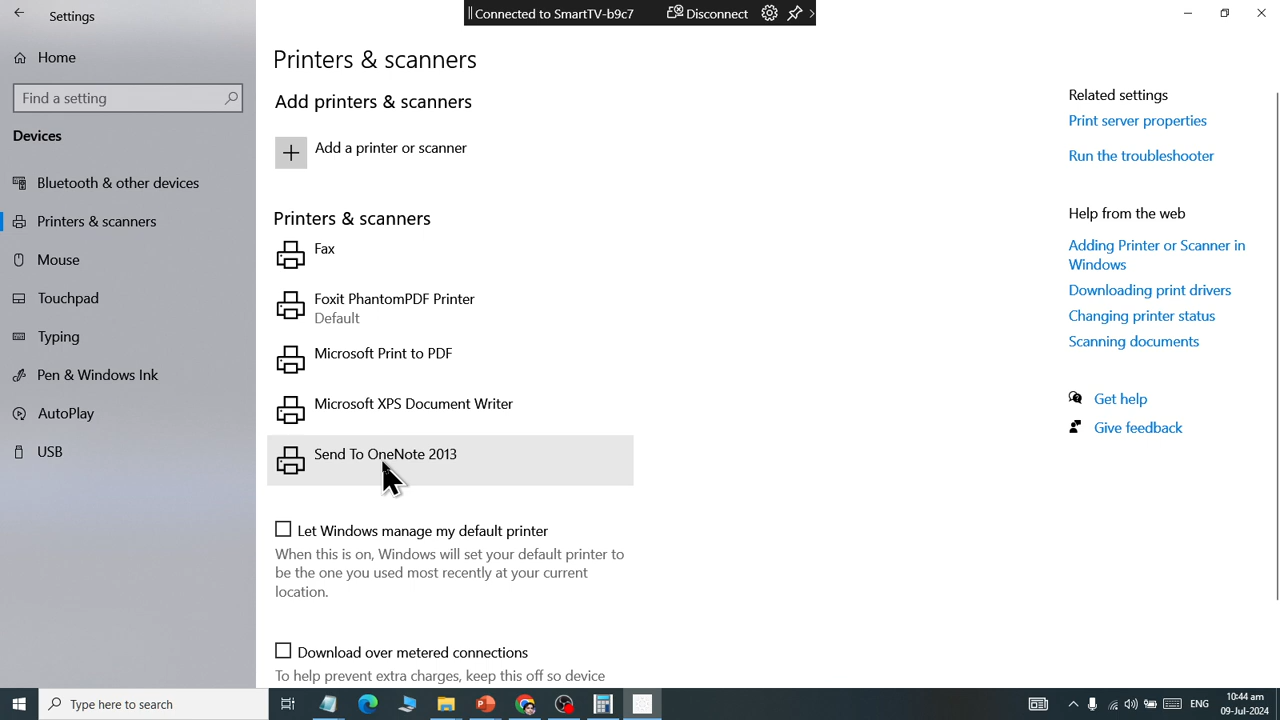 Settings
Connected to SmartTV-b9c7 Disconnect
Home
Find a setting
Devices
Bluetooth & other devices
Printers & scanners
Mouse
Touchpad
Typing
Pen & Windows Ink
AutoPlay
USB
Printers & scanners
Add printers & scanners
Add a printer or scanner
Printers & scanners
Fax
Foxit PhantomPDF Printer
Default
Microsoft Print to PDF
Microsoft XPS Document Writer
Send To OneNote 2013
Let Windows manage my default printer
When this is on, Windows will set your default printer to
be the one you used most recently at your current
location.
Download over metered connections
To help prevent extra charges, keep this off so device
Related settings
Print server properties
Run the troubleshooter
Help from the web
Adding Printer or Scanner in
Windows
Downloading print drivers
Changing printer status
Scanning documents
Get help
Give feedback
Type here to search
ENG
10:44 am
09-Jul-2024